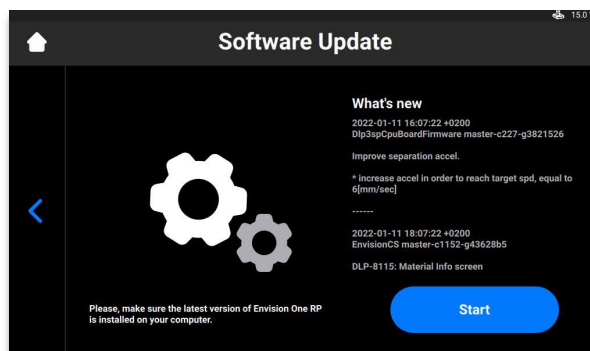 15.0
Software Update
What's new
2022-01-11 16:07:22 +0200
Dlp3spCpuBoardFirmware master-c227-g3821526
Improve separation accel.
* increase accel in order to reach target spd, equal to
6[mm/sec]
------
2022-01-11 18:07:22 +0200
EnvisionCS master-c1152-g43628b5
DLP-8115: Material Info screen
Please, make sure the latest version of Envision One RP
is installed on your computer.
Start